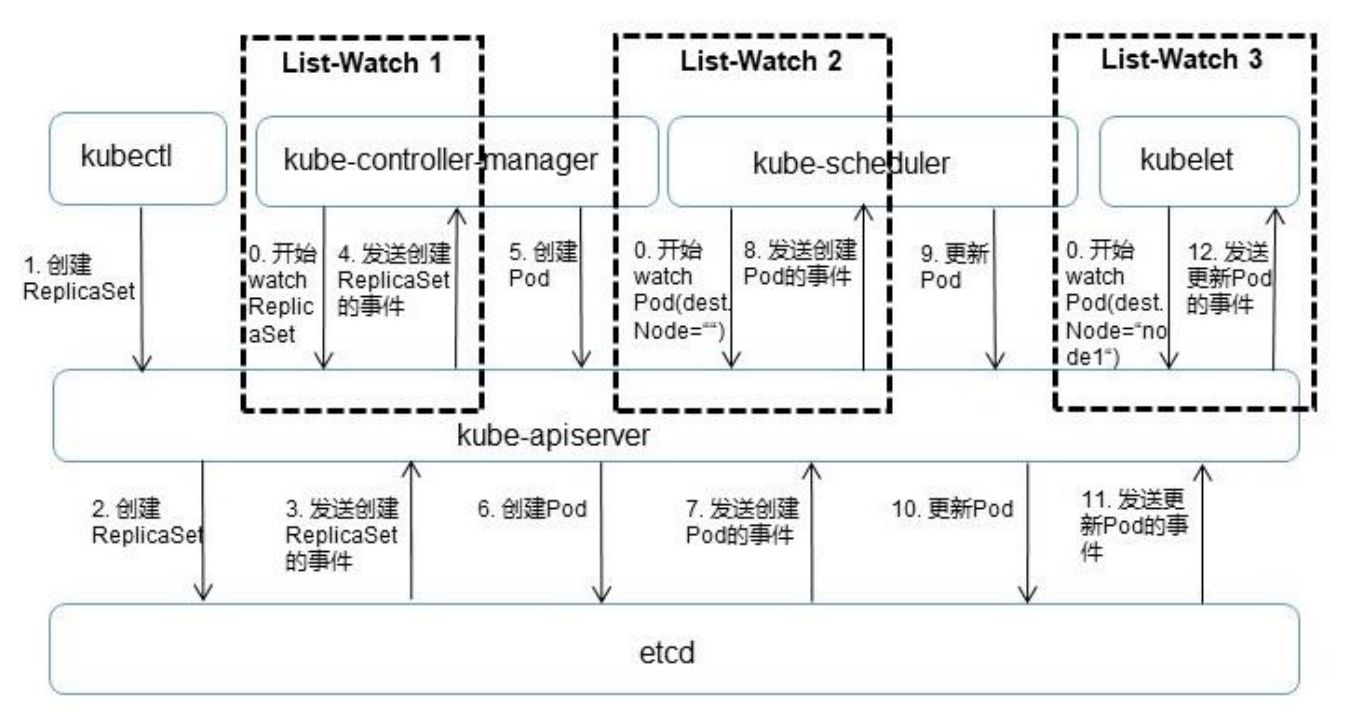 List-Watch 1
List-Watch 2
List-Watch 3
kubectl
kube-controller-manager
kube-scheduler
kubelet
1. 创建
ReplicaSet
0. 开始
watch
Replic
aSet
4. 发送创建
ReplicaSet
的事件
5. 创建
Pod
0. 开始
watch
Pod(dest.
Node="")
8. 发送创建
Pod的事件
9. 更新
Pod
0. 开始
watch
Pod(dest.
Node="no
de1")
12. 发送
更新Pod
的事件
kube-apiserver
2. 创建
ReplicaSet
3. 发送创建
ReplicaSet
的事件
6. 创建Pod
7. 发送创建
Pod的事件
10. 更新Pod
11. 发送更
新Pod的事
件
etcd